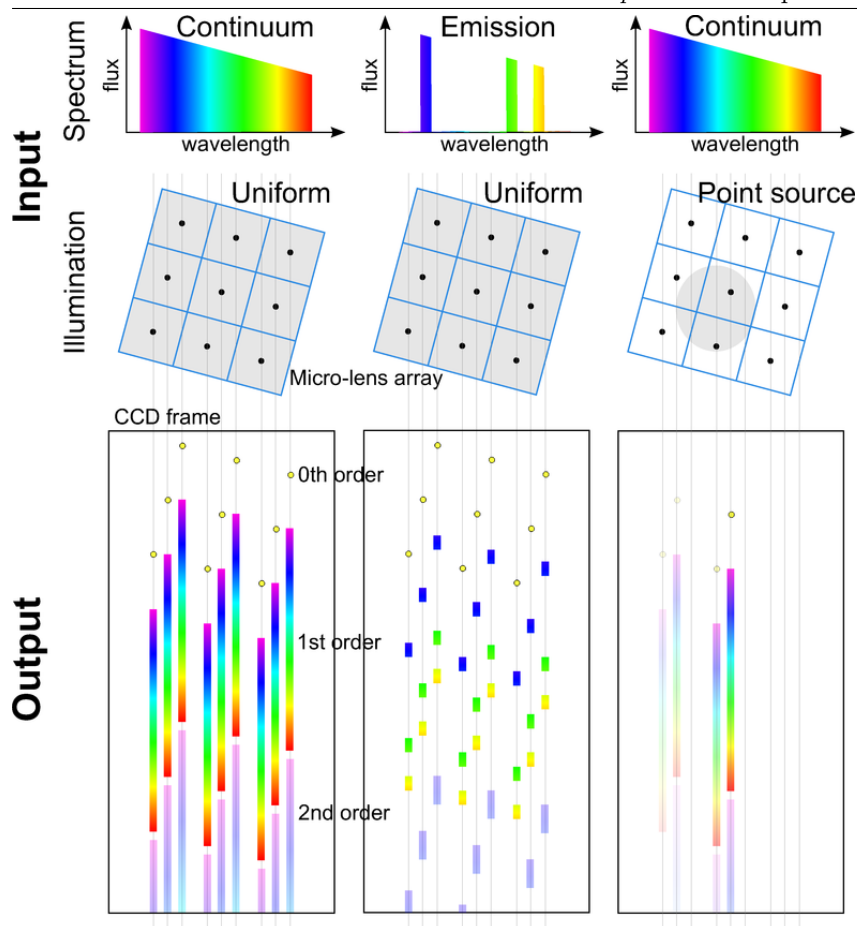 Continuum
Emission
Continuum
Spectrum
flux
flux
flux
wavelength
wavelength
wavelength
Input
Uniform
Uniform
Point source
Illumination
Micro-lens array
CCD frame
0th order
1st order
Output
2nd order